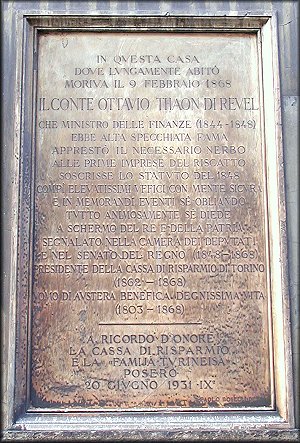 IN QVESTA CASA
DOVE LVNGAMENTE ABITÒ
MORIVA IL 9 FEBBRAIO 1868
IL CONTE OTTAVIO THAON DI REVEL
CHE MINISTRO DELLE FINANZE (1844-1848)
EBBE ALTA SPECCHIATA FAMA
APPRESTÒ IL NECESSARIO NERBO
ALLE PRIME IMPRESE DEL RISCATTO
SOSCRISSE LO STATVTO DEL 1848
COMPÌ ELEVATISSIMI VFFICI CON MENTE SICVRA
E IN MEMORANDI EVENTI SÈ OBLIANDO
TVTTO ANIMOSAMENTE SI DIEDE
A SCHERMO DEL RE E DELLA PATRIA
SEGNALATO NELLA CAMERA DEI DEPVTATI
E NEL SENATO DEL REGNO (1848-1868)
PRESIDENTE DELLA CASSA DI RISPARMIO DI TORINO
(1862-1868)
VOMO DI AVSTERA BENEFICA DEGNISSIMA VITA
(1803-1868)
A RICORDO D'ONORE
LA CASSA DI RISPARMIO
E LA "FAMIJA TVRINEISA"
POSERO
20 GIVGNO 1931·IX°